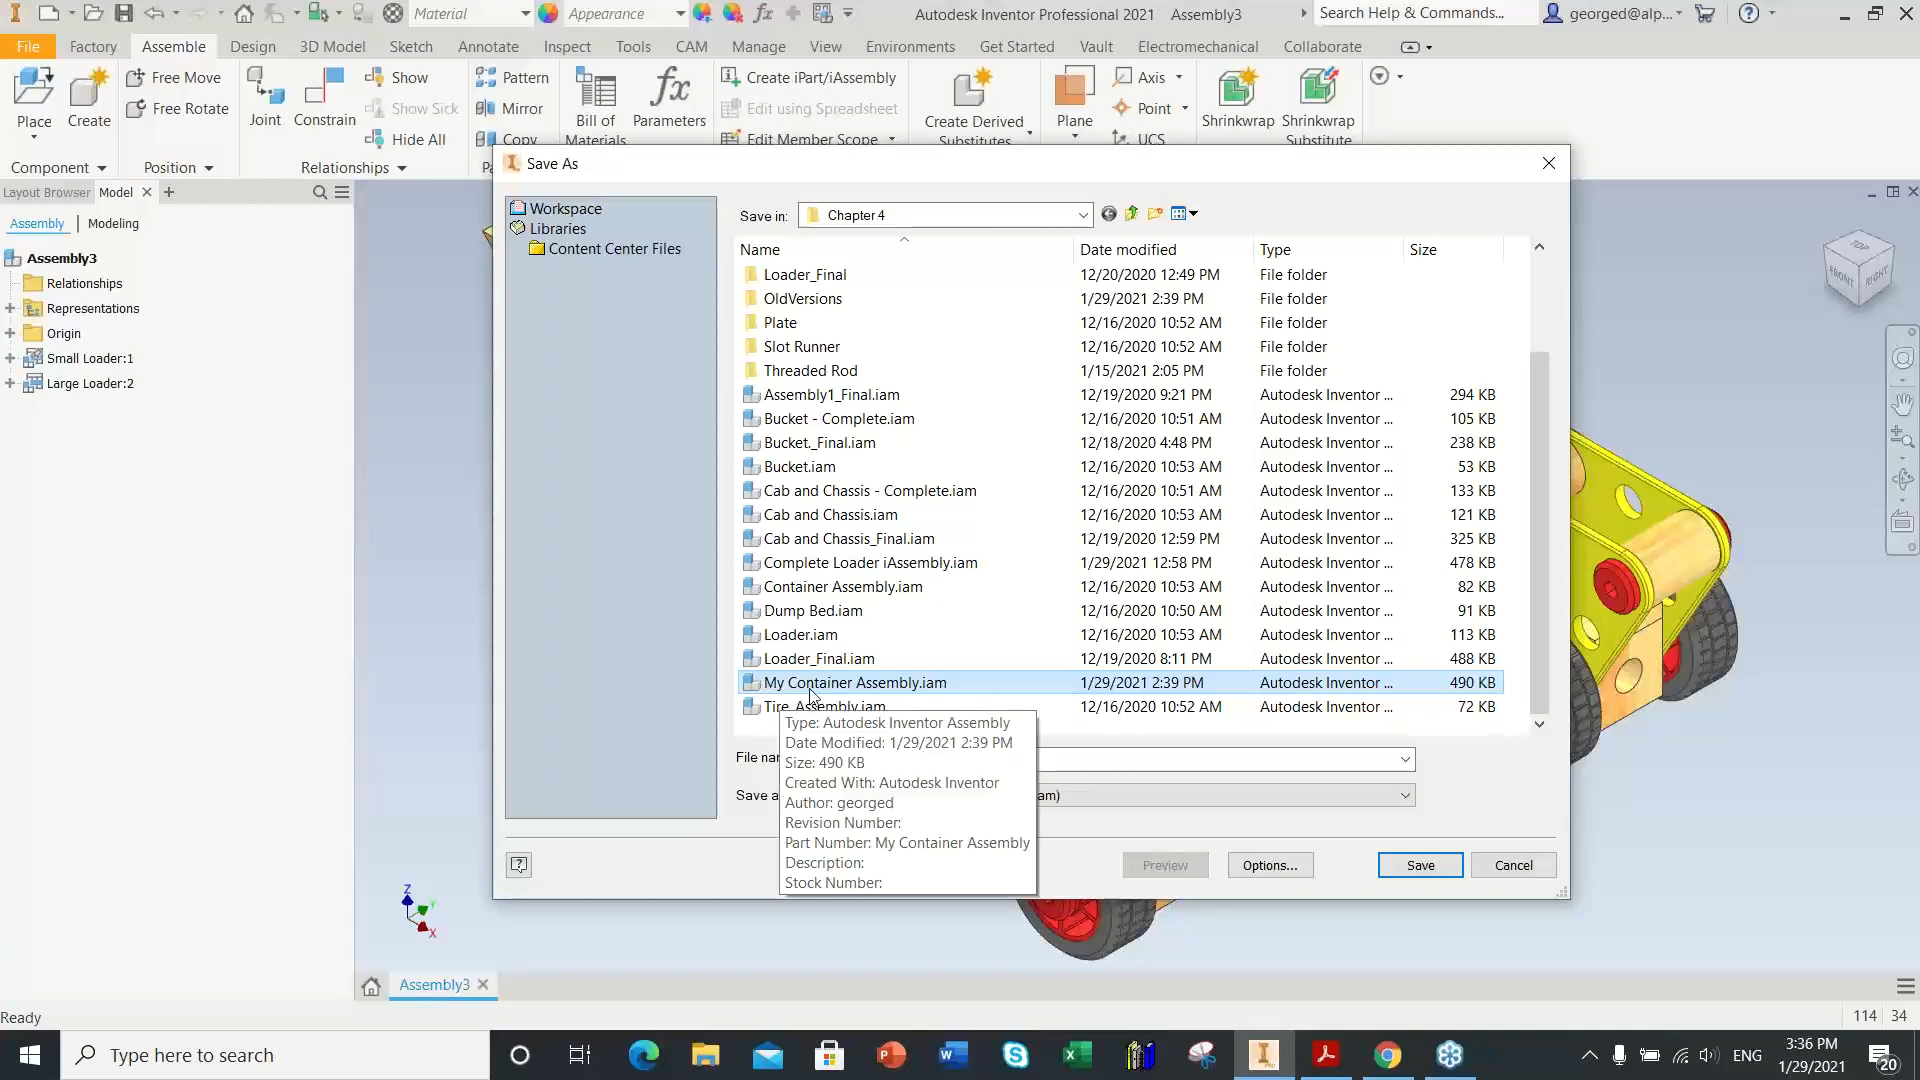 Material
Appearance
Autodesk Inventor Professional 2021 Assembly3
Search Help & Commands...
georged@alp...
File Factory Assemble Design 3D Model Sketch Annotate Inspect Tools CAM Manage View Environments Get Started Vault Electromechanical Collaborate
Place
Create
Free Move
Free Rotate
Joint
Constrain
Show
Show Sick
Hide All
Pattern
Mirror
Copy
Bill of
Materials
Parameters
Create iPart/iAssembly
Edit using Spreadsheet
Edit Member Scope
Create Derived
Substitutes
Plane
Axis
Point
UCS
Shrinkwrap
Shrinkwrap
Substitute
Component
Position
Relationships
Layout Browser Model
Assembly Modeling
Assembly3
Relationships
Representations
Origin
Small Loader:1
Large Loader:2
TOP
FRONT
RIGHT
Save As
Workspace
Libraries
Content Center Files
Save in: Chapter 4
Name Date modified Type Size
Loader_Final 12/20/2020 12:49 PM File folder
OldVersions 1/29/2021 2:39 PM File folder
Plate 12/16/2020 10:52 AM File folder
Slot Runner 12/16/2020 10:52 AM File folder
Threaded Rod 1/15/2021 2:05 PM File folder
Assembly1_Final.iam 12/19/2020 9:21 PM Autodesk Inventor ... 294 KB
Bucket - Complete.iam 12/16/2020 10:51 AM Autodesk Inventor ... 105 KB
Bucket._Final.iam 12/18/2020 4:48 PM Autodesk Inventor ... 238 KB
Bucket.iam 12/16/2020 10:53 AM Autodesk Inventor ... 53 KB
Cab and Chassis - Complete.iam 12/16/2020 10:51 AM Autodesk Inventor ... 133 KB
Cab and Chassis.iam 12/16/2020 10:53 AM Autodesk Inventor ... 121 KB
Cab and Chassis_Final.iam 12/19/2020 12:59 PM Autodesk Inventor ... 325 KB
Complete Loader iAssembly.iam 1/29/2021 12:58 PM Autodesk Inventor ... 478 KB
Container Assembly.iam 12/16/2020 10:53 AM Autodesk Inventor ... 82 KB
Dump Bed.iam 12/16/2020 10:50 AM Autodesk Inventor ... 91 KB
Loader.iam 12/16/2020 10:53 AM Autodesk Inventor ... 113 KB
Loader_Final.iam 12/19/2020 8:11 PM Autodesk Inventor ... 488 KB
My Container Assembly.iam 1/29/2021 2:39 PM Autodesk Inventor ... 490 KB
Tire_Assembly.iam 12/16/2020 10:52 AM Autodesk Inventor ... 72 KB
Type: Autodesk Inventor Assembly
Date Modified: 1/29/2021 2:39 PM
Size: 490 KB
Created With: Autodesk Inventor
Author: georged
Revision Number:
Part Number: My Container Assembly
Description:
Stock Number:
File na
Save a
am)
Preview Options... Save Cancel
Z
Y
X
Assembly3
Ready
114 34
Type here to search
ENG
3:36 PM
1/29/2021
20